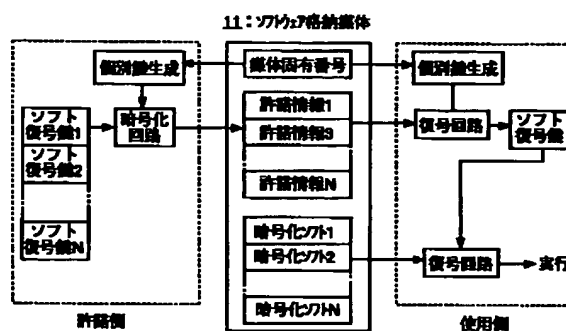 11：ソフトウェア格納媒体
個別鍵生成
媒体固有番号
個別鍵生成
ソフト
復号鍵1
ソフト
復号鍵2
ソフト
復号鍵N
暗号化
回路
許諾情報1
許諾情報3
許諾情報N
復号回路
ソフト
復号鍵
暗号化ソフト1
暗号化ソフト2
暗号化ソフトN
復号回路
実行
許諾側
使用側